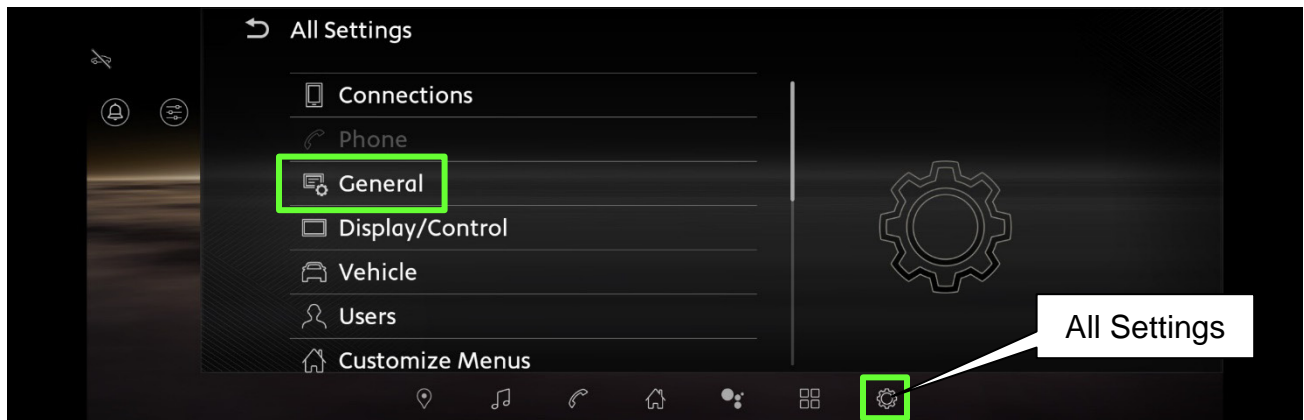 All Settings
Connections
Phone
General
Display/Control
Vehicle
Users
Customize Menus
All Settings